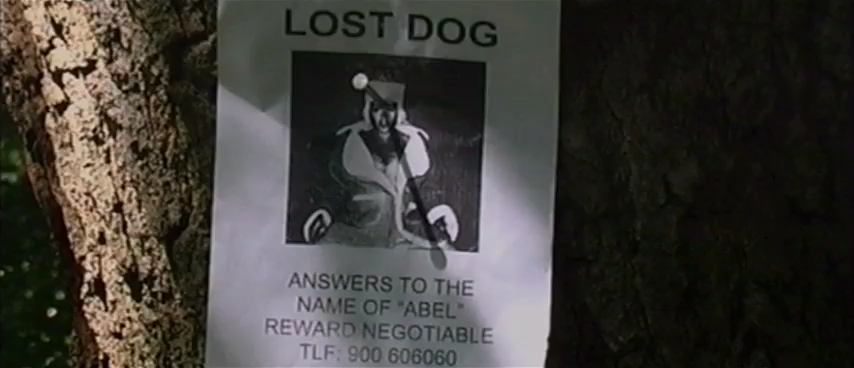 LOST DOG
ANSWERS TO THE
NAME OF "ABEL"
REWARD NEGOTIABLE
TLF: 900 606060